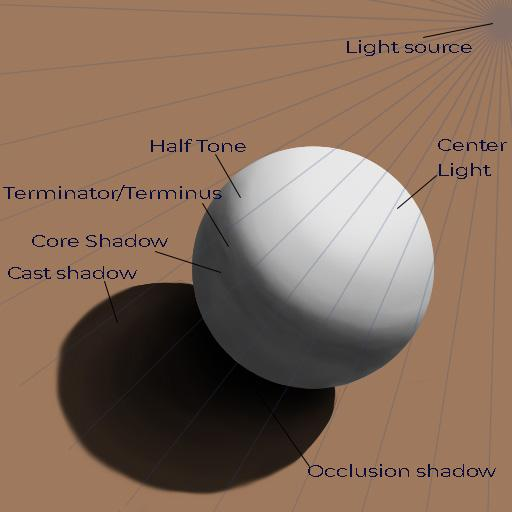 Light source
Half Tone
Center
Light
Terminator/Terminus
Core Shadow
Cast shadow
Occlusion shadow